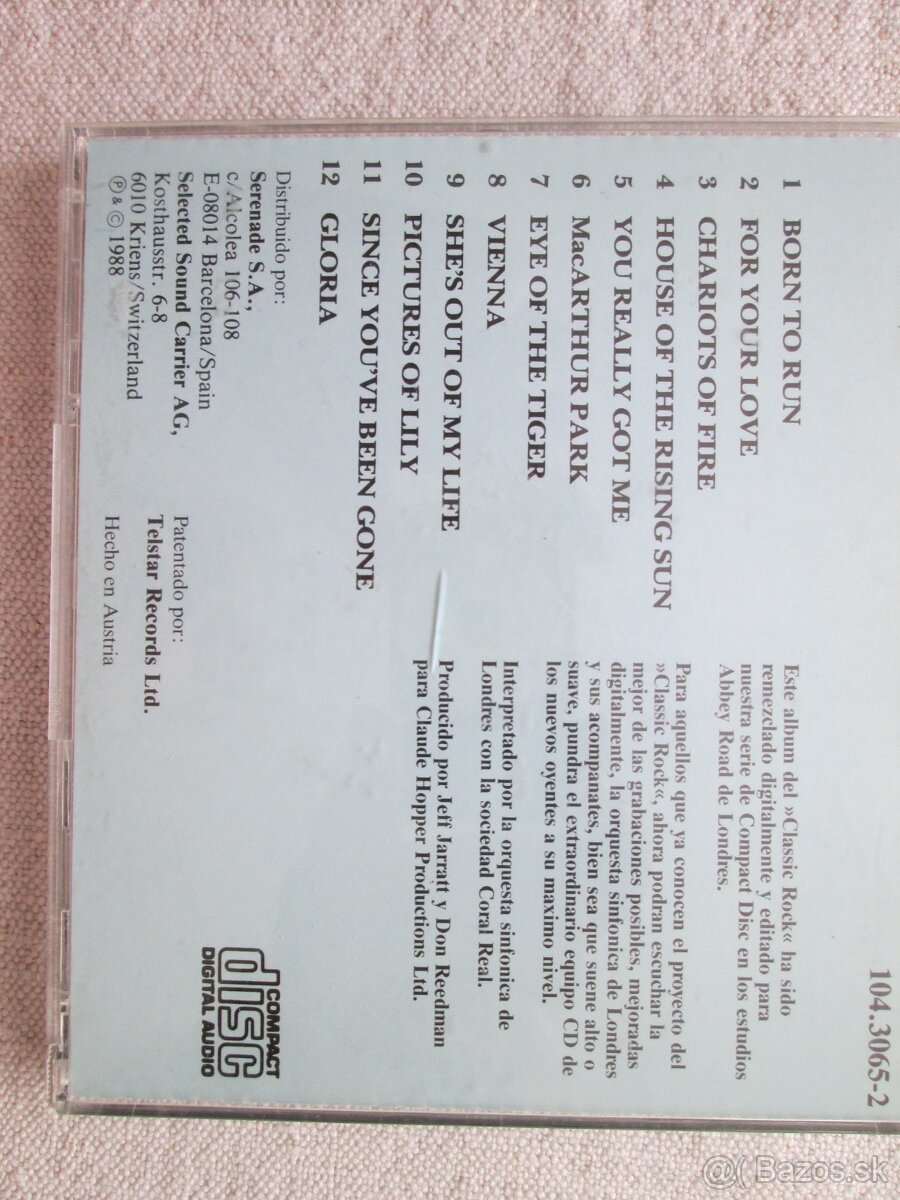 104.3065-2
1 BORN TO RUN
2 FOR YOUR LOVE
3 CHARIOTS OF FIRE
4 HOUSE OF THE RISING SUN
5 YOU REALLY GOT ME
6 MacARTHUR PARK
7 EYE OF THE TIGER
8 VIENNA
9 SHE'S OUT OF MY LIFE
10 PICTURES OF LILY
11 SINCE YOU'VE BEEN GONE
12 GLORIA
Este album del »Classic Rock« ha sido
remezclado digitalmente y editado para
nuestra serie de Compact Disc en los estudios
Abbey Road de Londres.
Para aquellos que ya conocen el proyecto del
»Classic Rock«, ahora podran escuchar la
mejor de las grabaciones posibles, mejoradas
digitalmente, la orquesta sinfonica de Londres
y sus acompanates, bien sea que suene alto o
suave, pundra el extraordinario equipo CD de
los nuevos oyentes a su maximo nivel.
Interpretado por la orquesta sinfonica de
Londres con la sociedad Coral Real.
Producido por Jeff Jarratt y Don Reedman
para Claude Hopper Productions Ltd.
Distribuido por:
Serenade S.A.,
c/Alcolea 106-108
E-08014 Barcelona/Spain
Selected Sound Carrier AG,
Kosthausstr. 6-8
6010 Kriens/Switzerland
℗ & © 1988
Patentado por:
Telstar Records Ltd.
Hecho en Austria
COMPACT
disc
DIGITAL AUDIO
@( Bazos.sk